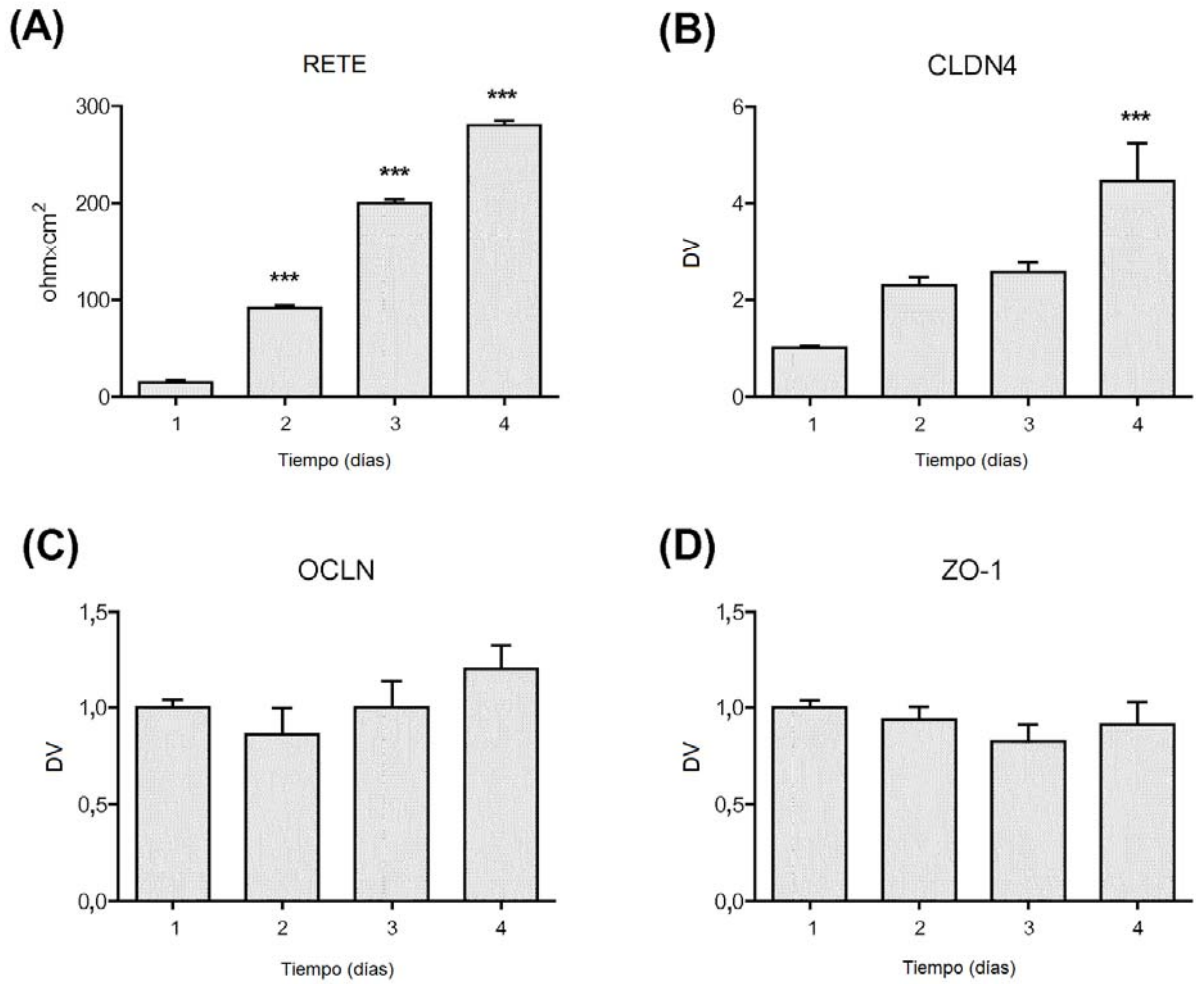 (A)
RETE
ohm×cm²
300
200
100
0
***
***
***
1 2 3 4
Tiempo (días)
(B)
CLDN4
DV
6
4
2
0
***
1 2 3 4
Tiempo (días)
(C)
OCLN
DV
1,5
1,0
0,5
0,0
1 2 3 4
Tiempo (días)
(D)
ZO-1
DV
1,5
1,0
0,5
0,0
1 2 3 4
Tiempo (días)